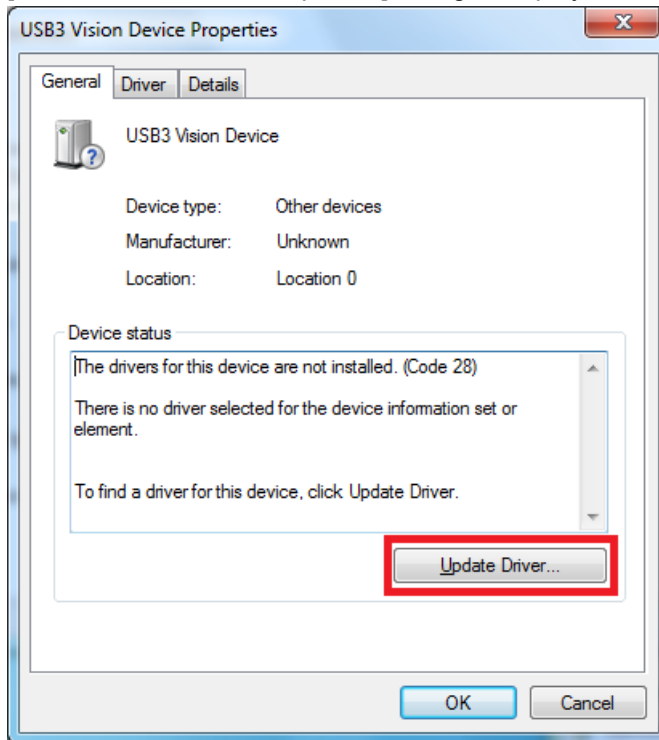 USB3 Vision Device Properties
General Driver Details
USB3 Vision Device
Device type: Other devices
Manufacturer: Unknown
Location: Location 0
Device status
The drivers for this device are not installed. (Code 28)
There is no driver selected for the device information set or
element.
To find a driver for this device, click Update Driver.
Update Driver...
OK Cancel